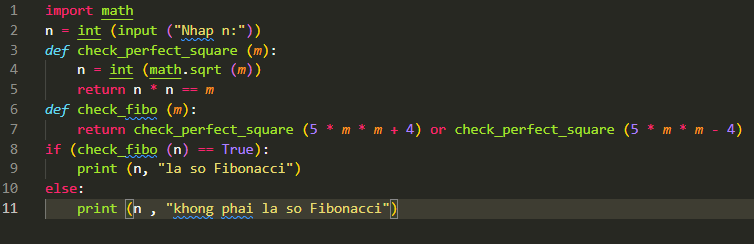 1 import math
2 n = int (input ("Nhap n:"))
3 def check_perfect_square (m):
4     n = int (math.sqrt (m))
5     return n * n == m
6 def check_fibo (m):
7     return check_perfect_square (5 * m * m + 4) or check_perfect_square (5 * m * m - 4)
8 if (check_fibo (n) == True):
9     print (n, "la so Fibonacci")
10 else:
11     print (n , "khong phai la so Fibonacci")